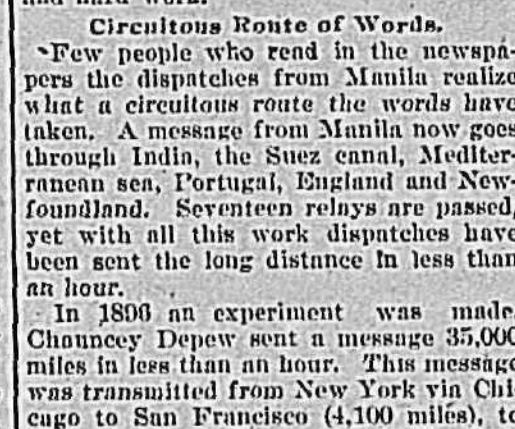 and hard work.
Circuitous Route of Words.
Few people who read in the newspa-
pers the dispatches from Manila realize
what a circuitous route the words have
taken. A message from Manila now goes
through India, the Suez canal, Mediter-
ranean sea, Portugal, England and New-
foundland. Seventeen relays are passed,
yet with all this work dispatches have
been sent the long distance in less than
an hour.
In 1896 an experiment was made.
Chauncey Depew sent a message 35,000
miles in less than an hour. This message
was transmitted from New York via Chi-
cago to San Francisco (4,100 miles), to